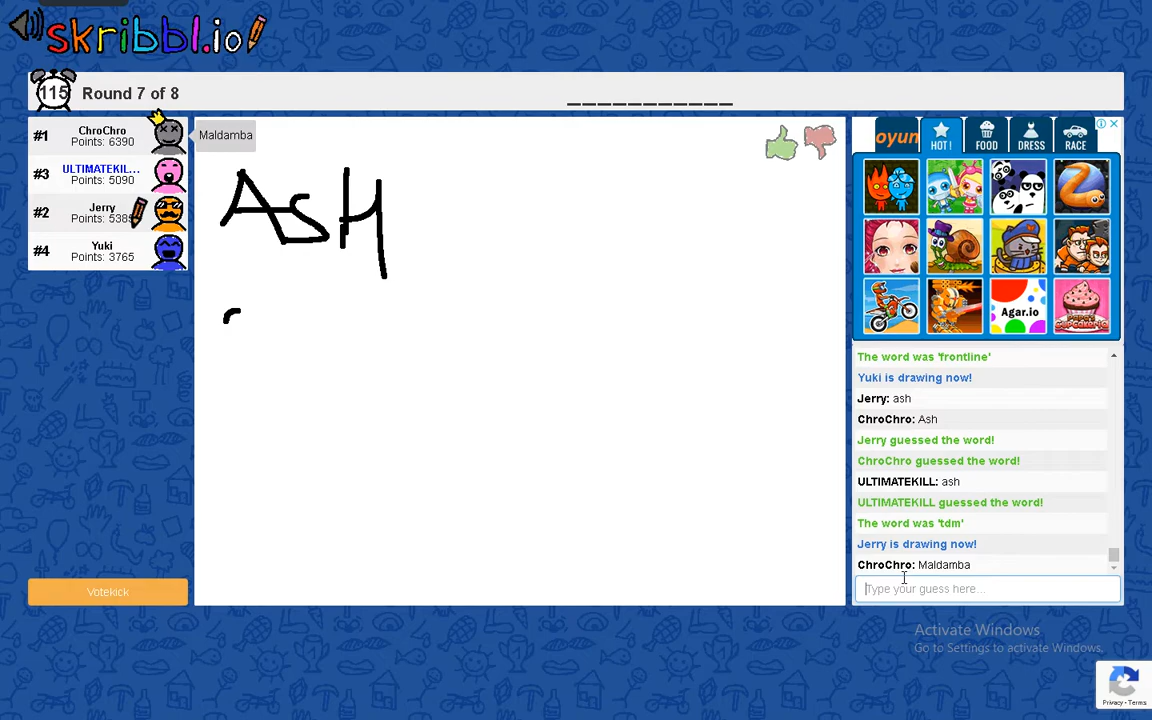 skribbl.io
115 Round 7 of 8 ___________
#1 ChroChro Points: 6390
Maldamba
#3 ULTIMATEKIL... Points: 5090
#2 Jerry
#4 Yuki Points: 3765
ASH
Votekick
oyun HOT! FOOD DRESS RACE
Agar.io
The word was 'frontline'
Yuki is drawing now!
Jerry: ash
ChroChro: Ash
Jerry guessed the word!
ChroChro guessed the word!
ULTIMATEKILL: ash
ULTIMATEKILL guessed the word!
The word was 'tdm'
Jerry is drawing now!
ChroChro: Maldamba
Type your guess here...
Activate Windows
Go to Settings to activate Windows.
Privacy - Terms